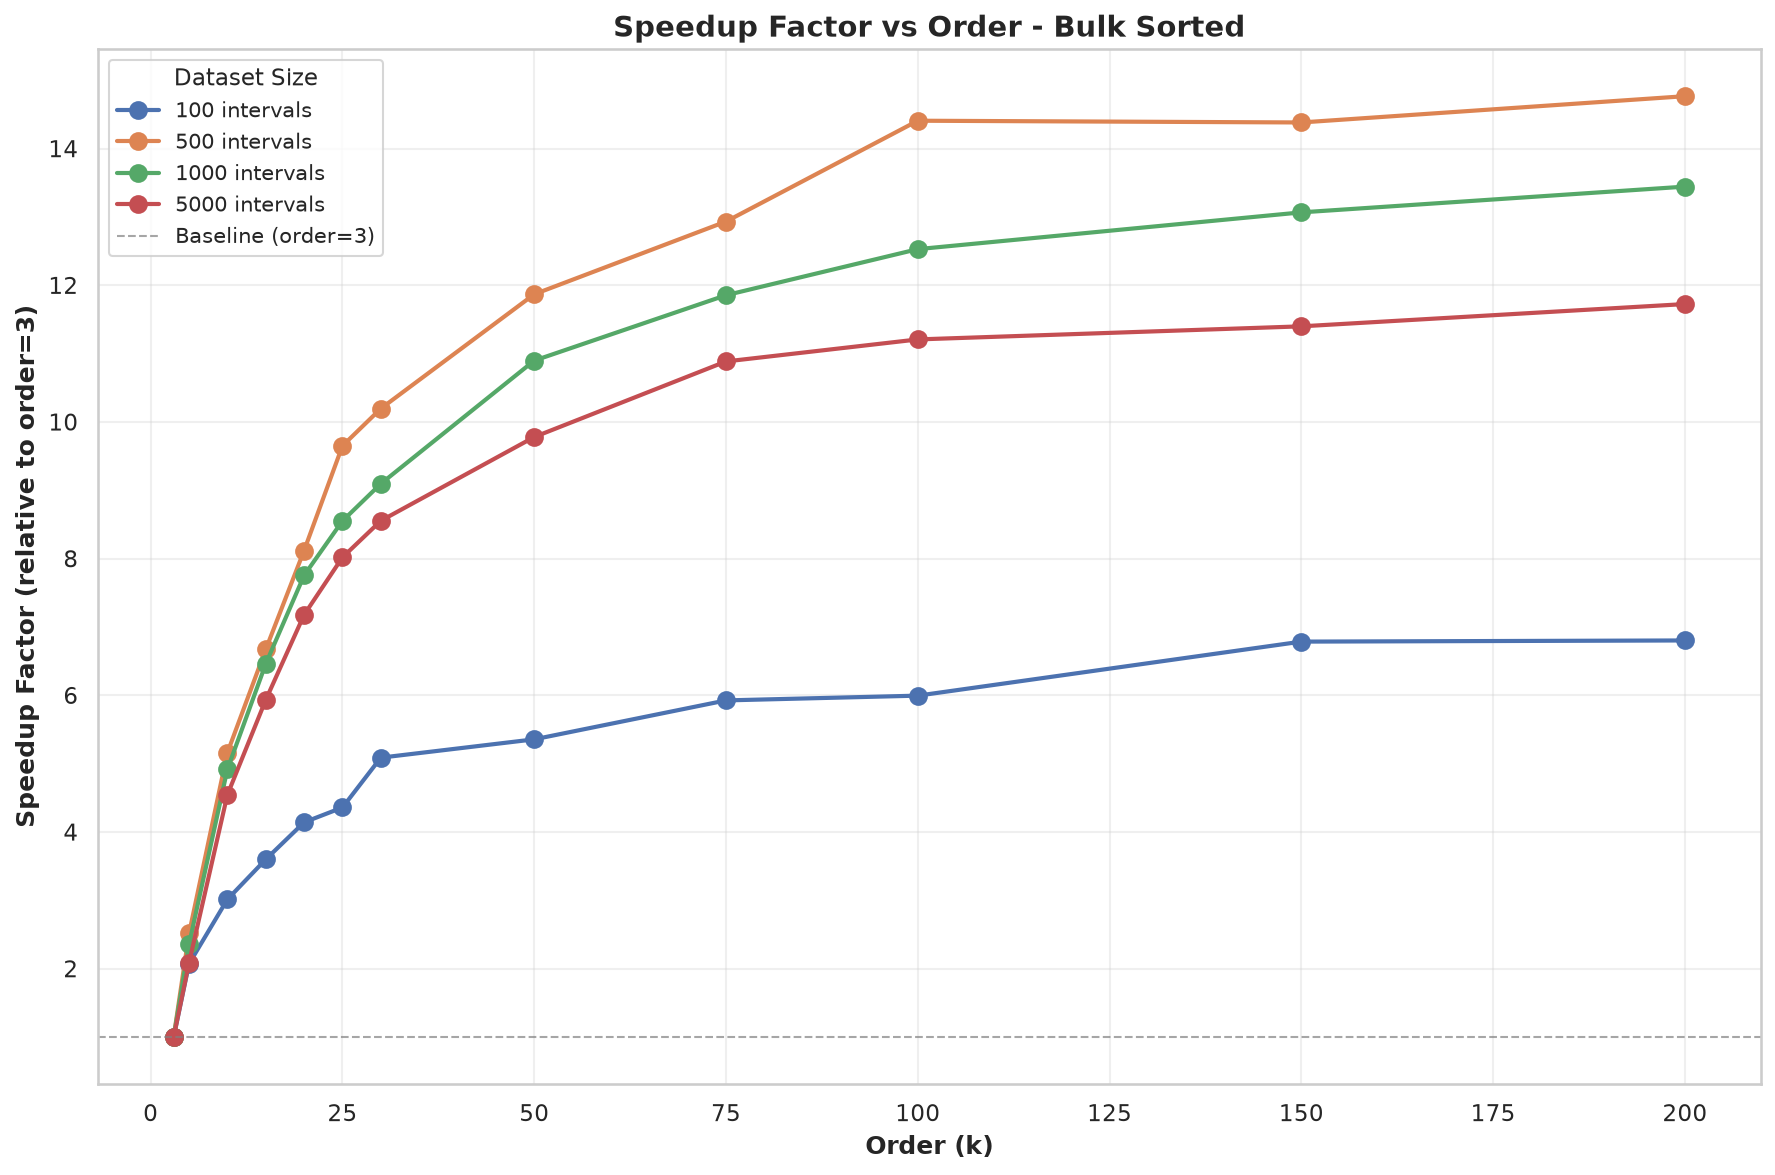 Speedup Factor vs Order - Bulk Sorted
Dataset Size
100 intervals
500 intervals
1000 intervals
5000 intervals
Baseline (order=3)
Speedup Factor (relative to order=3)
14
12
10
8
6
4
2
0 25 50 75 100 125 150 175 200
Order (k)